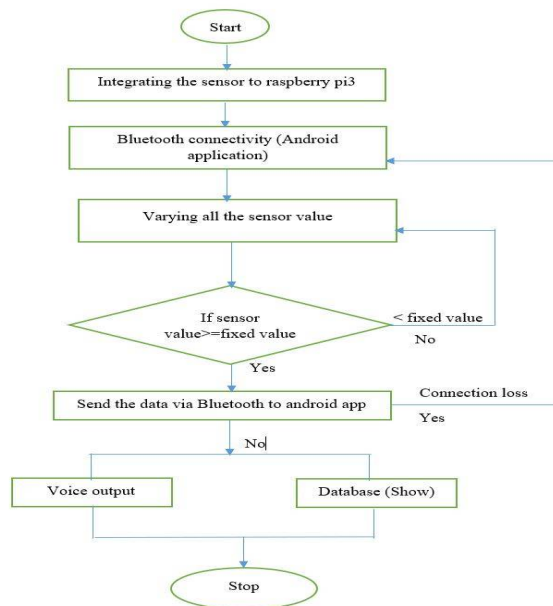 Start
Integrating the sensor to raspberry pi3
Bluetooth connectivity (Android
application)
Varying all the sensor value
If sensor
value>=fixed value
< fixed value
No
Yes
Send the data via Bluetooth to android app
Connection loss
Yes
No
Voice output
Database (Show)
Stop